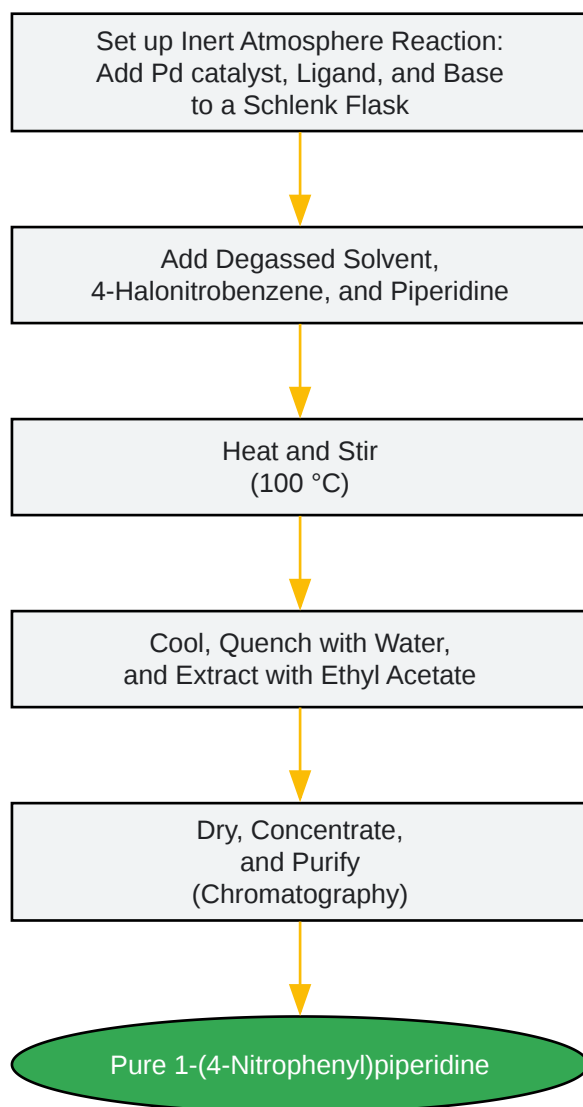 Set up Inert Atmosphere Reaction:
Add Pd catalyst, Ligand, and Base
to a Schlenk Flask
Add Degassed Solvent,
4-Halonitrobenzene, and Piperidine
Heat and Stir
(100 °C)
Cool, Quench with Water,
and Extract with Ethyl Acetate
Dry, Concentrate,
and Purify
(Chromatography)
Pure 1-(4-Nitrophenyl)piperidine